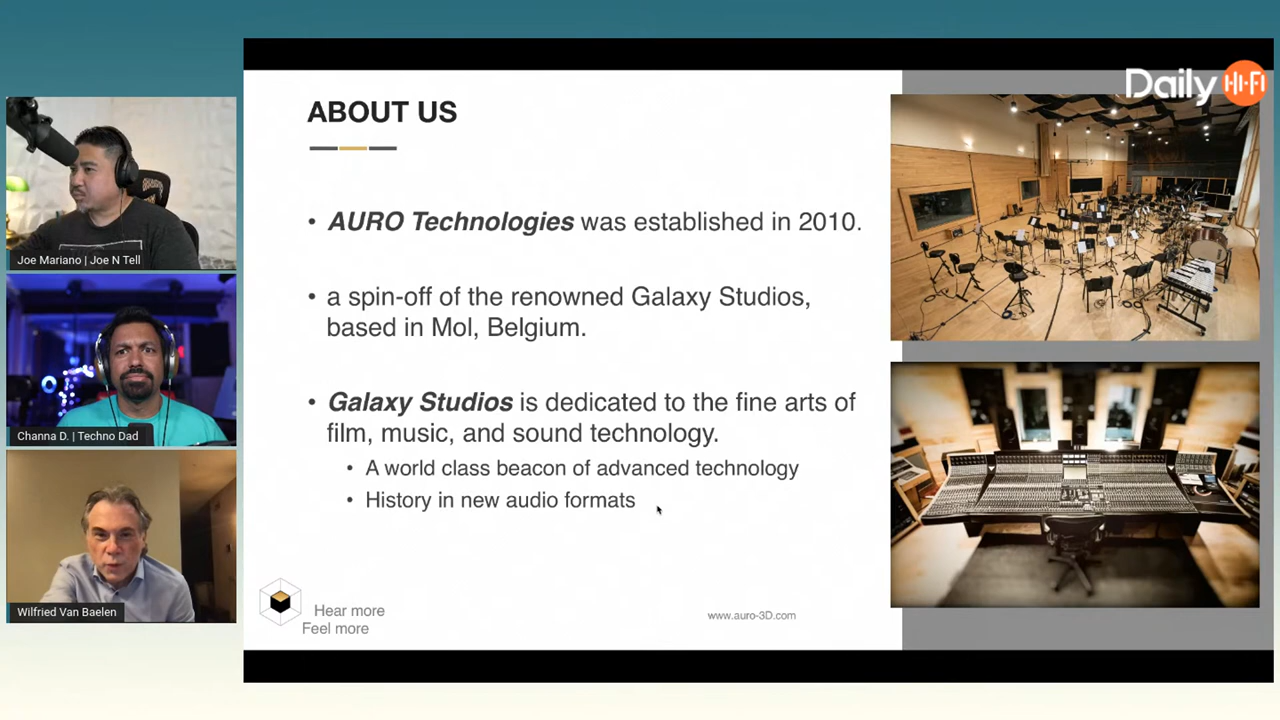 Daily HI-FI
ABOUT US
• AURO Technologies was established in 2010.
• a spin-off of the renowned Galaxy Studios,
based in Mol, Belgium.
• Galaxy Studios is dedicated to the fine arts of
film, music, and sound technology.
• A world class beacon of advanced technology
• History in new audio formats
Hear more
Feel more
www.auro-3D.com
Joe Mariano | Joe N Tell
Channa D. | Techno Dad
Wilfried Van Baelen